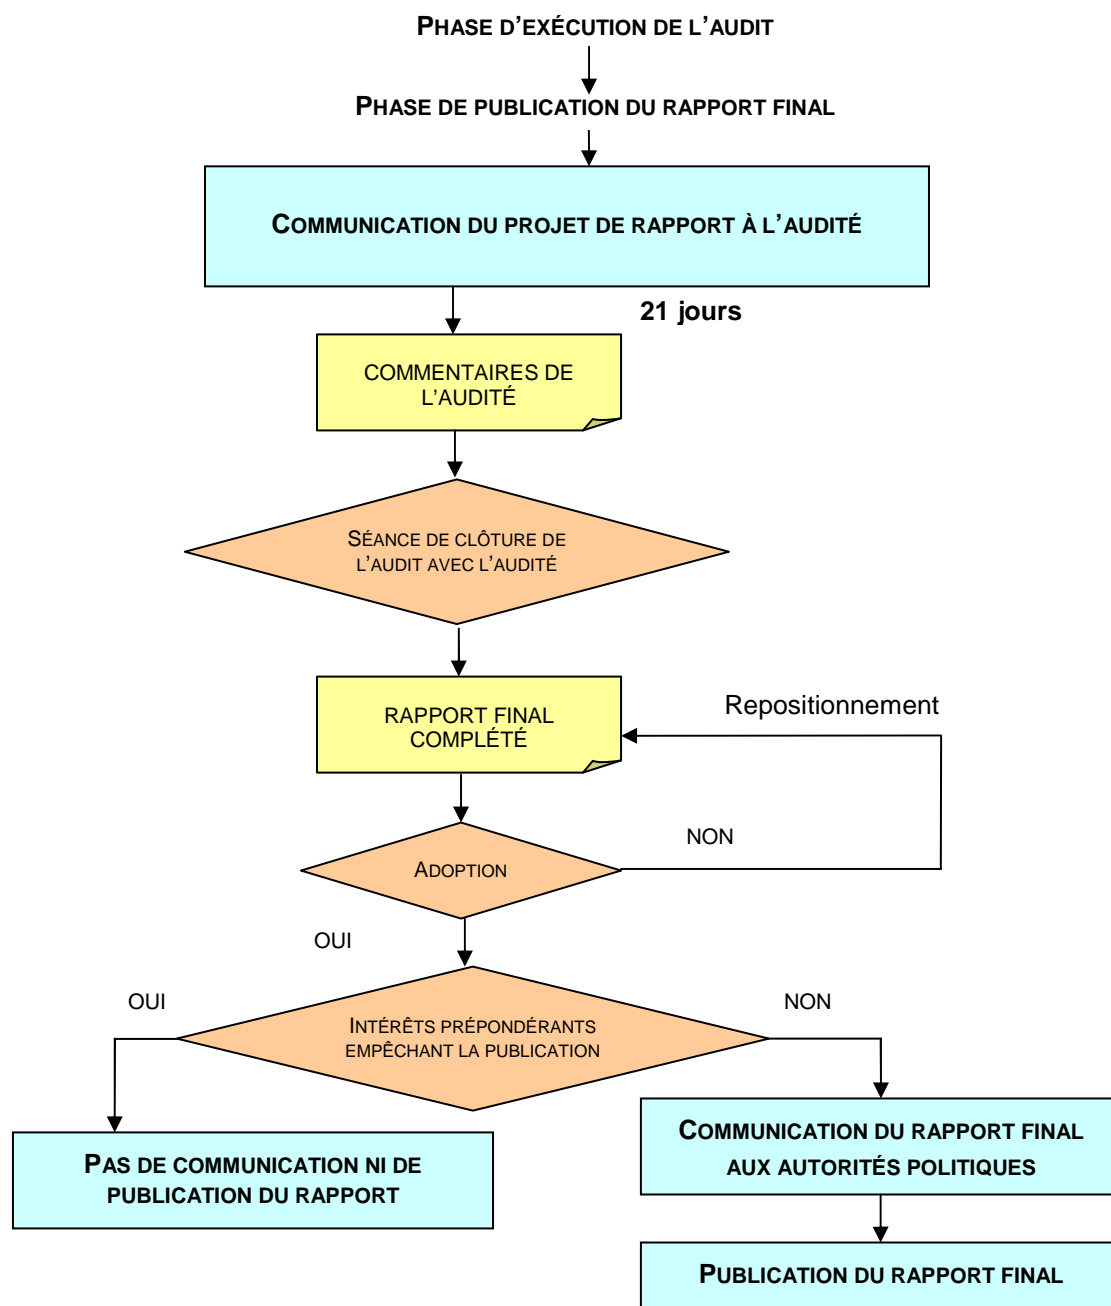 PHASE D'EXÉCUTION DE L'AUDIT
PHASE DE PUBLICATION DU RAPPORT FINAL
COMMUNICATION DU PROJET DE RAPPORT À L'AUDITÉ
21 jours
COMMENTAIRES DE
L'AUDITÉ
SÉANCE DE CLÔTURE DE
L'AUDIT AVEC L'AUDITÉ
RAPPORT FINAL
COMPLÉTÉ
Repositionnement
ADOPTION
NON
OUI
OUI
INTÉRÊTS PRÉPONDÉRANTS
EMPÊCHANT LA PUBLICATION
NON
PAS DE COMMUNICATION NI DE
PUBLICATION DU RAPPORT
COMMUNICATION DU RAPPORT FINAL
AUX AUTORITÉS POLITIQUES
PUBLICATION DU RAPPORT FINAL